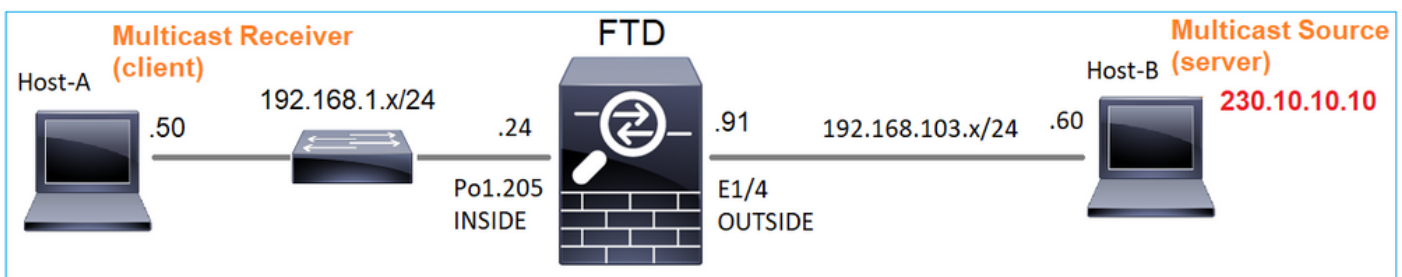 Multicast Receiver
(client)
Host-A
.50
192.168.1.x/24
.24
Po1.205
INSIDE
FTD
.91
E1/4
OUTSIDE
192.168.103.x/24
.60
Host-B
Multicast Source
(server)
230.10.10.10